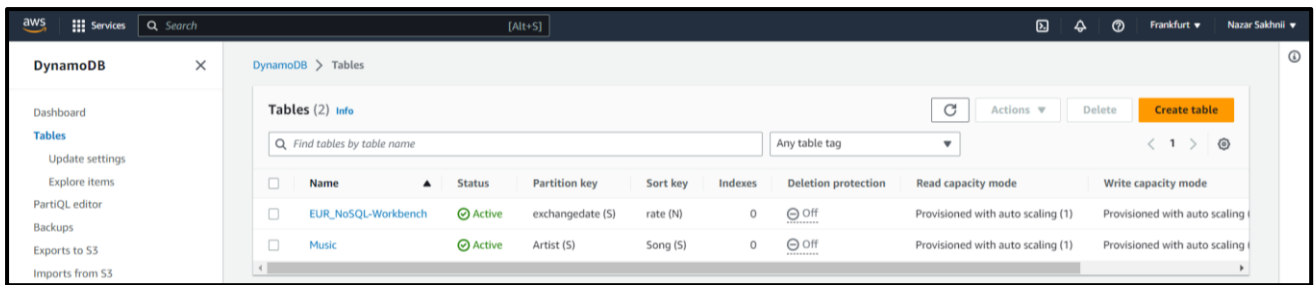 aws Services Search [Alt+S] Frankfurt ▼ Nazar Sakhnii ▼
DynamoDB
Dashboard
Tables
Update settings
Explore items
PartiQL editor
Backups
Exports to S3
Imports from S3
DynamoDB > Tables
Tables (2) Info Actions ▼ Delete Create table
Find tables by table name Any table tag ▼ < 1 >
Name ▲ Status Partition key Sort key Indexes Deletion protection Read capacity mode Write capacity mode
EUR_NoSQL-Workbench Active exchangedate (S) rate (N) 0 Off Provisioned with auto scaling (1) Provisioned with auto scaling
Music Active Artist (S) Song (S) 0 Off Provisioned with auto scaling (1) Provisioned with auto scaling